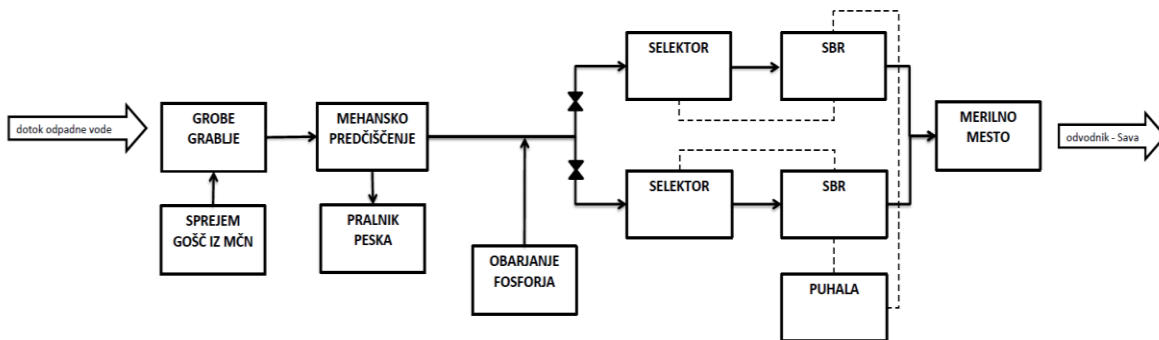 SELEKTOR
SBR
dotok odpadne vode
GROBE
GRABLJE
MEHANSKO
PREDČIŠČENJE
MERILNO
MESTO
odvodnik - Sava
SELEKTOR
SBR
SPREJEM
GOŠČ IZ MČN
PRALNIK
PESKA
OBARJANJE
FOSFORJA
PUHALA